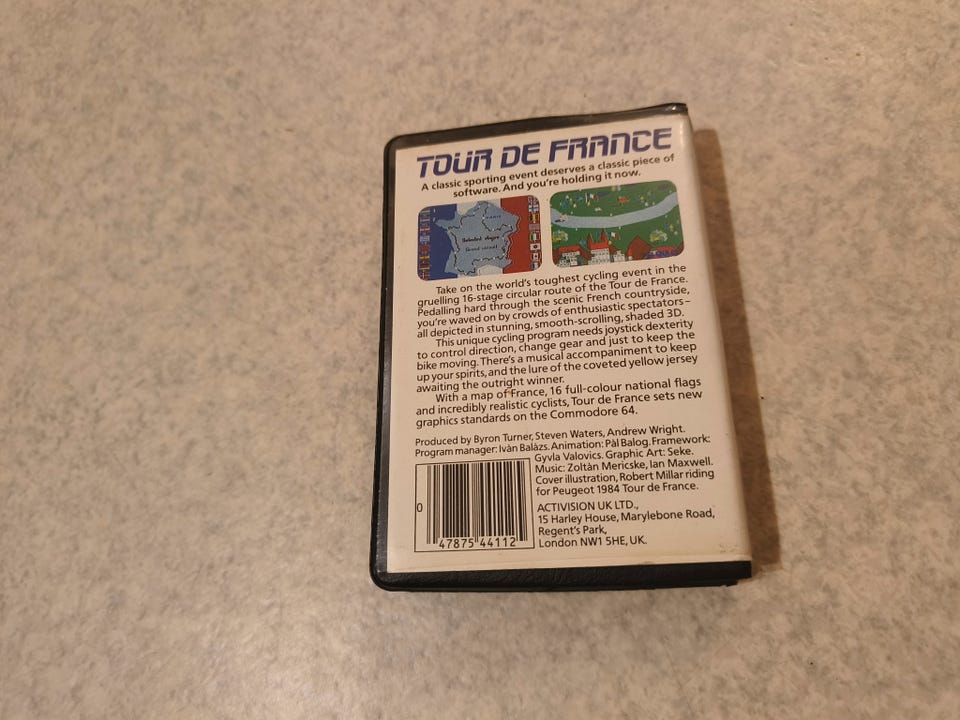 TOUR DE FRANCE
A classic sporting event deserves a classic piece of
software. And you're holding it now.
Take on the world's toughest cycling event in the
gruelling 16-stage circular route of the Tour de France.
Pedalling hard through the scenic French countryside,
you're waved on by crowds of enthusiastic spectators–
all depicted in stunning, smooth-scrolling, shaded 3D.
This unique cycling program needs joystick dexterity
to control direction, change gear and just to keep the
bike moving. There's a musical accompaniment to keep
up your spirits, and the lure of the coveted yellow jersey
awaiting the outright winner.
With a map of France, 16 full-colour national flags
and incredibly realistic cyclists, Tour de France sets new
graphics standards on the Commodore 64.
Produced by Byron Turner, Steven Waters, Andrew Wright.
Program manager: Ivàn Balàzs. Animation: Pàl Balog. Framework:
Gyvla Valovics. Graphic Art: Seke.
Music: Zoltàn Mericske, Ian Maxwell.
Cover illustration, Robert Millar riding
for Peugeot 1984 Tour de France.
ACTIVISION UK LTD.,
15 Harley House, Marylebone Road,
Regent's Park,
London NW1 5HE, UK.
0 47875 44112